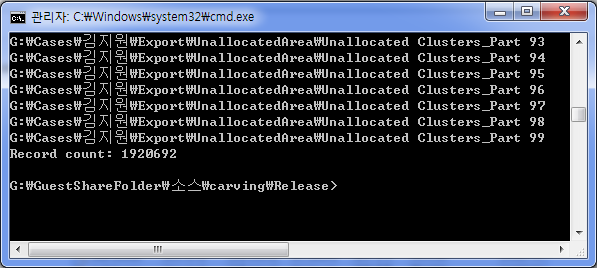 관리자: C:₩Windows₩system32₩cmd.exe
G:₩Cases₩김지원₩Export₩UnallocatedArea₩Unallocated Clusters_Part 93
G:₩Cases₩김지원₩Export₩UnallocatedArea₩Unallocated Clusters_Part 94
G:₩Cases₩김지원₩Export₩UnallocatedArea₩Unallocated Clusters_Part 95
G:₩Cases₩김지원₩Export₩UnallocatedArea₩Unallocated Clusters_Part 96
G:₩Cases₩김지원₩Export₩UnallocatedArea₩Unallocated Clusters_Part 97
G:₩Cases₩김지원₩Export₩UnallocatedArea₩Unallocated Clusters_Part 98
G:₩Cases₩김지원₩Export₩UnallocatedArea₩Unallocated Clusters_Part 99
Record count: 1920692
G:₩GuestShareFolder₩소스₩carving₩Release>